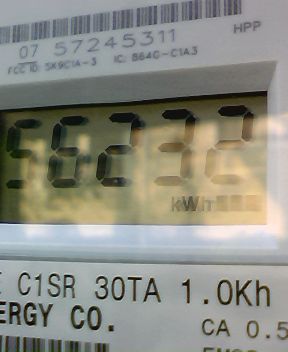 07 57245311
HPP
FCC ID: SK9C1A-3 IC: 864G-C1A3
56232
kWh
C1SR 30TA 1.0Kh
ERGY CO.
CA 0.5